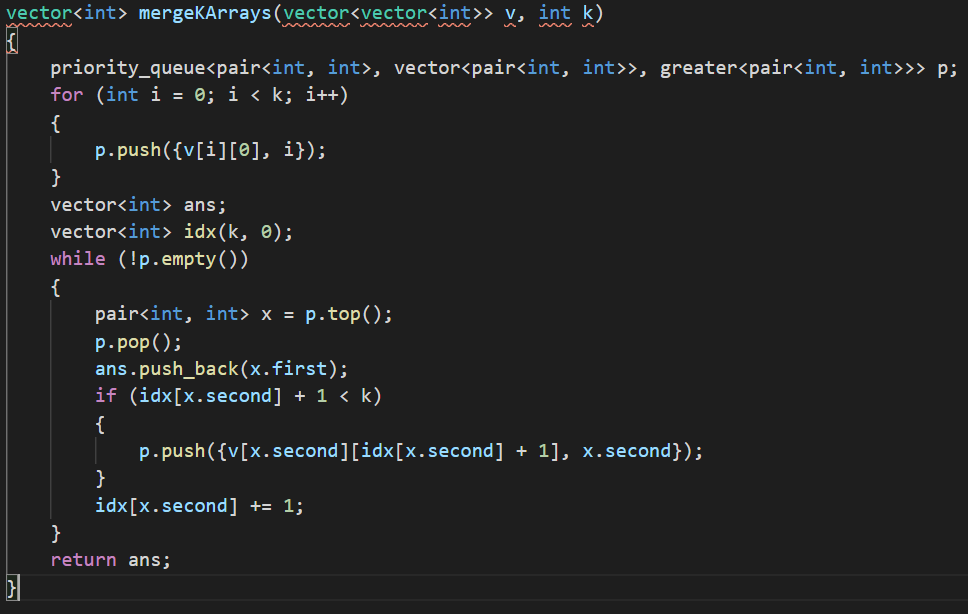 vector<int> mergeKArrays(vector<vector<int>> v, int k)
{
    priority_queue<pair<int, int>, vector<pair<int, int>>, greater<pair<int, int>>> p;
    for (int i = 0; i < k; i++)
    {
        p.push({v[i][0], i});
    }
    vector<int> ans;
    vector<int> idx(k, 0);
    while (!p.empty())
    {
        pair<int, int> x = p.top();
        p.pop();
        ans.push_back(x.first);
        if (idx[x.second] + 1 < k)
        {
            p.push({v[x.second][idx[x.second] + 1], x.second});
        }
        idx[x.second] += 1;
    }
    return ans;
}